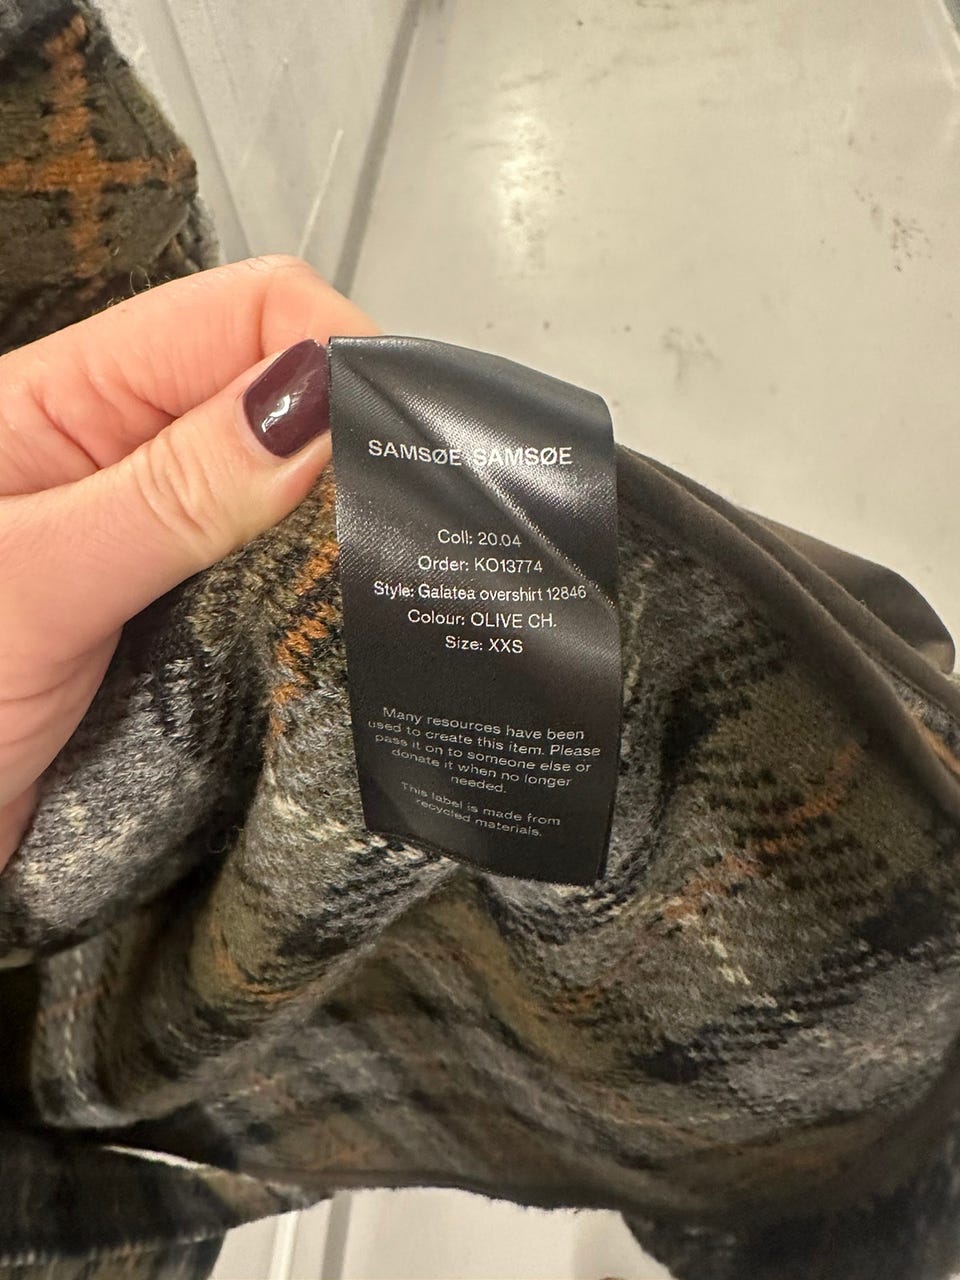 SAMSØE SAMSØE
Coll: 20.04
Order: KO13774
Style: Galatea overshirt 12846
Colour: OLIVE CH.
Size: XXS
Many resources have been
used to create this item. Please
pass it on to someone else or
donate it when no longer
needed.
This label is made from
recycled materials.